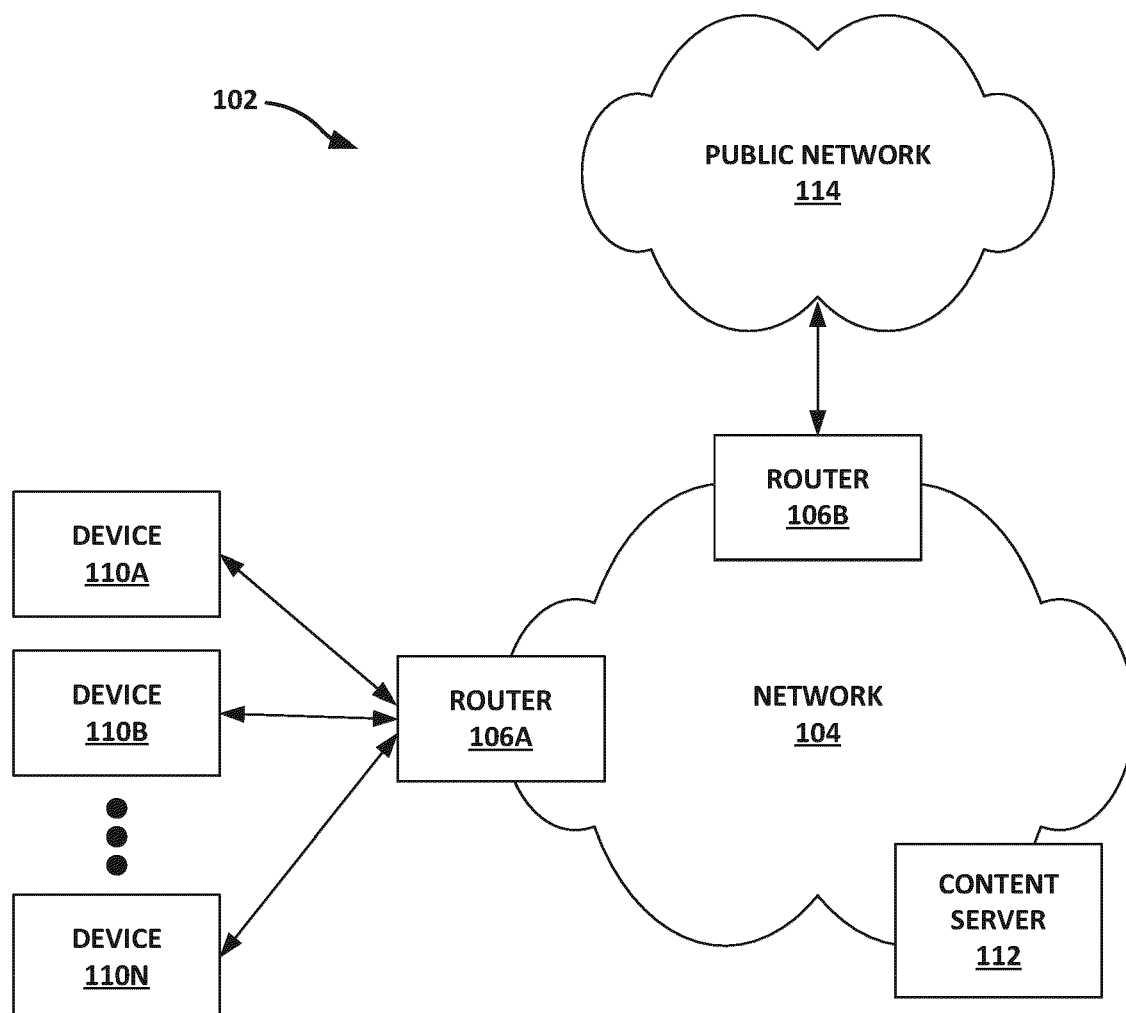 102
PUBLIC NETWORK
114
ROUTER
106B
DEVICE
110A
DEVICE
110B
ROUTER
106A
NETWORK
104
CONTENT
SERVER
112
DEVICE
110N